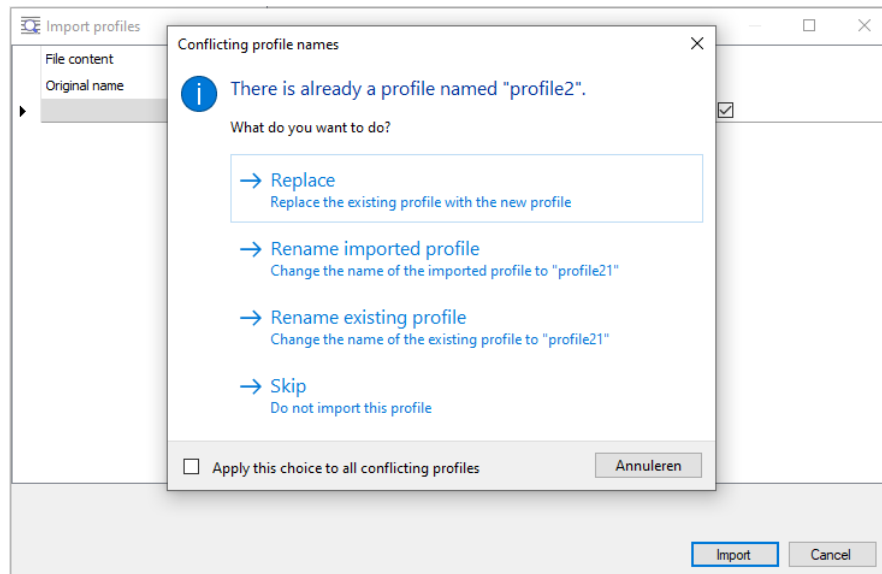 Import profiles
File content
Original name
Conflicting profile names
There is already a profile named "profile2".
What do you want to do?
Replace
Replace the existing profile with the new profile
Rename imported profile
Change the name of the imported profile to "profile21"
Rename existing profile
Change the name of the existing profile to "profile21"
Skip
Do not import this profile
Apply this choice to all conflicting profiles
Annuleren
Import
Cancel